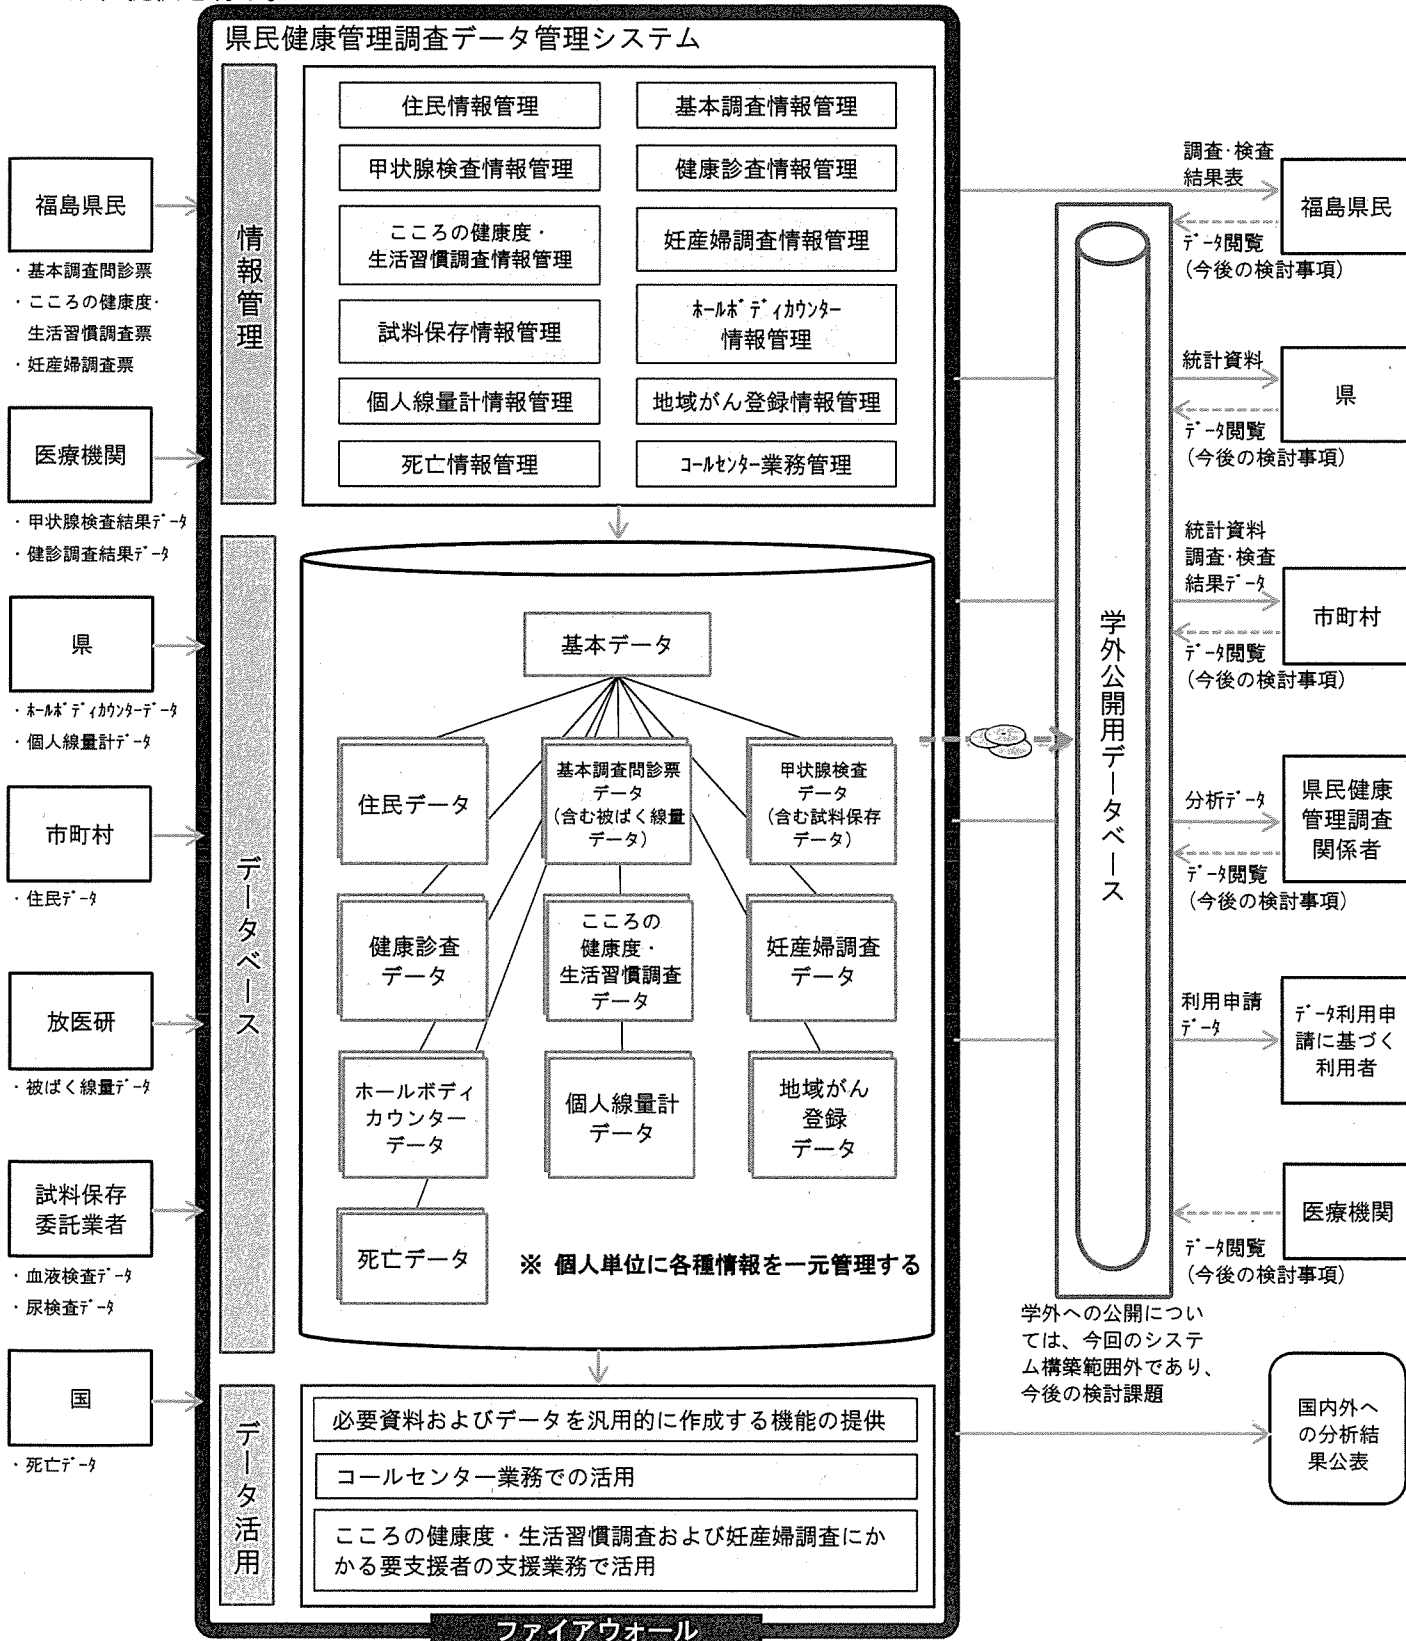 県民健康管理調査データ管理システム
情報管理
住民情報管理
基本調査情報管理
甲状腺検査情報管理
健康診査情報管理
こころの健康度・
生活習慣調査情報管理
妊産婦調査情報管理
試料保存情報管理
ホールボディカウンター
情報管理
個人線量計情報管理
地域がん登録情報管理
死亡情報管理
コールセンター業務管理
福島県民
・基本調査問診票
・こころの健康度・
生活習慣調査票
・妊産婦調査票
医療機関
・甲状腺検査結果データ
・健診調査結果データ
県
・ホールボディカウンターデータ
・個人線量計データ
市町村
・住民データ
放医研
・被ばく線量データ
試料保存
委託業者
・血液検査データ
・尿検査データ
国
・死亡データ
データベース
基本データ
住民データ
基本調査問診票
データ
(含む被ばく線量
データ)
甲状腺検査
データ
(含む試料保存
データ)
健康診査
データ
こころの
健康度・
生活習慣調査
データ
妊産婦調査
データ
ホールボディ
カウンター
データ
個人線量計
データ
地域がん
登録
データ
死亡データ
※ 個人単位に各種情報を一元管理する
データ活用
必要資料およびデータを汎用的に作成する機能の提供
コールセンター業務での活用
こころの健康度・生活習慣調査および妊産婦調査にか
かる要支援者の支援業務で活用
ファイアウォール
学外公開用データベース
学外への公開につい
ては、今回のシステ
ム構築範囲外であり、
今後の検討課題
調査・検査
結果表
福島県民
データ閲覧
(今後の検討事項)
統計資料
県
データ閲覧
(今後の検討事項)
統計資料
調査・検査
結果データ
市町村
データ閲覧
(今後の検討事項)
分析データ
県民健康
管理調査
関係者
データ閲覧
(今後の検討事項)
利用申請
データ
データ利用申
請に基づく
利用者
医療機関
データ閲覧
(今後の検討事項)
国内外へ
の分析結
果公表